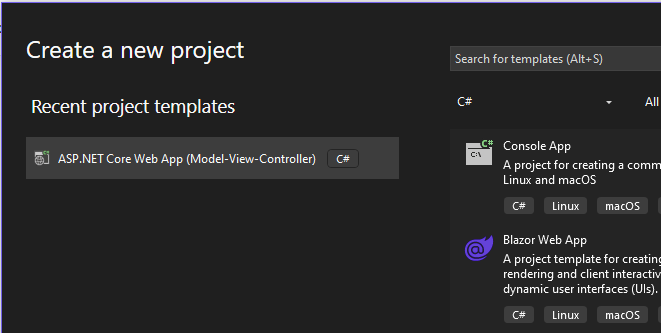 Create a new project
Search for templates (Alt+S)
Recent project templates
C#
All
ASP.NET Core Web App (Model-View-Controller)
C#
C#
C:\
Console App
A project for creating a comm
Linux and macOS
C#
Linux
macOS
Blazor Web App
A project template for creating
rendering and client interactiv
dynamic user interfaces (UIs).
C#
Linux
macOS